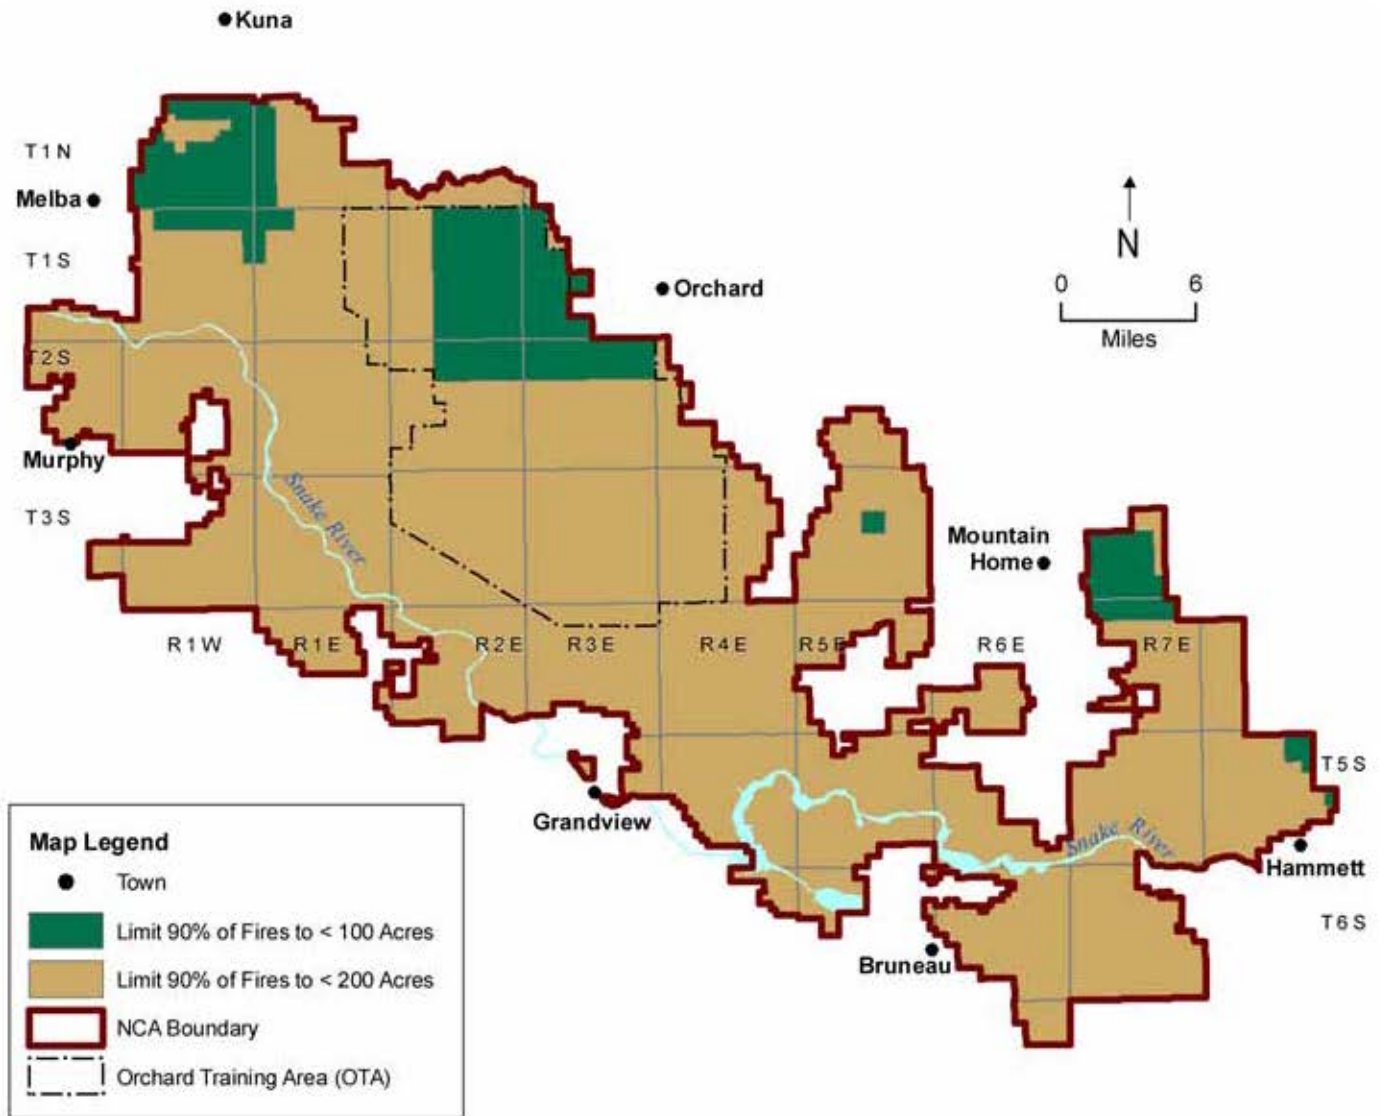 Kuna
T1N
Melba
T1S
Orchard
N
0 6
Miles
T2S
Murphy
Snake River
T3S
Mountain
Home
R1W R1E R2E R3E R4E R5E R6E R7E
T5S
Grandview
Snake River
Hammett
T6S
Bruneau
Map Legend
Town
Limit 90% of Fires to < 100 Acres
Limit 90% of Fires to < 200 Acres
NCA Boundary
Orchard Training Area (OTA)